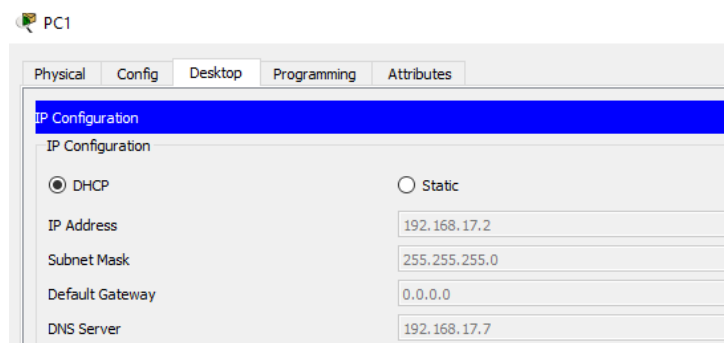 PC1
Physical Config Desktop Programming Attributes
IP Configuration
IP Configuration
DHCP Static
IP Address 192.168.17.2
Subnet Mask 255.255.255.0
Default Gateway 0.0.0.0
DNS Server 192.168.17.7